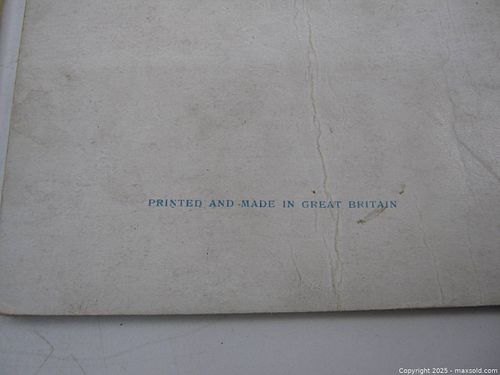 PRINTED AND MADE IN GREAT BRITAIN
Copyright 2025 - maxsold.com